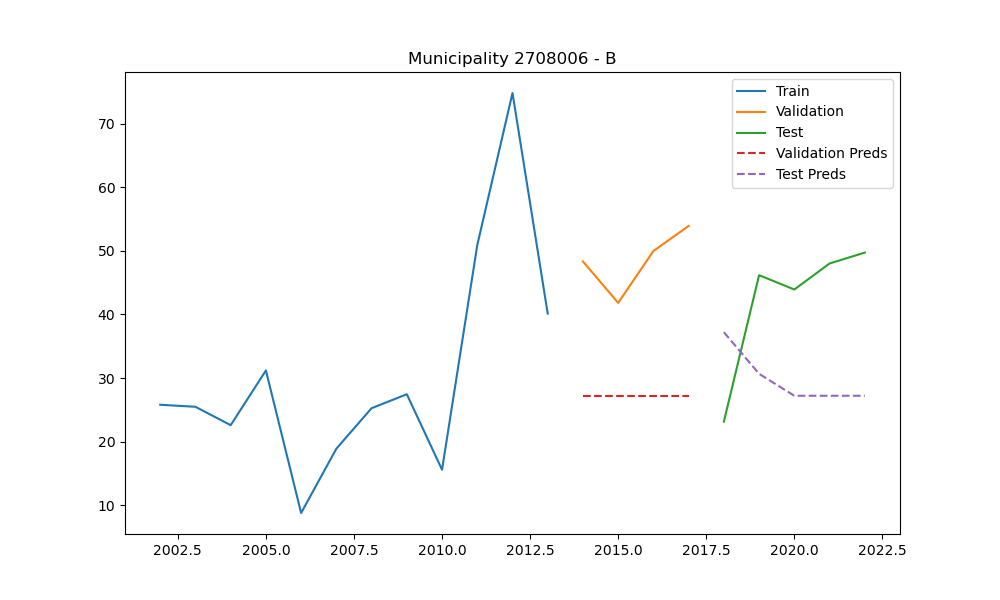 Municipality 2708006 - B
Train
Validation
Test
Validation Preds
Test Preds
70
60
50
40
30
20
10
2002.5 2005.0 2007.5 2010.0 2012.5 2015.0 2017.5 2020.0 2022.5